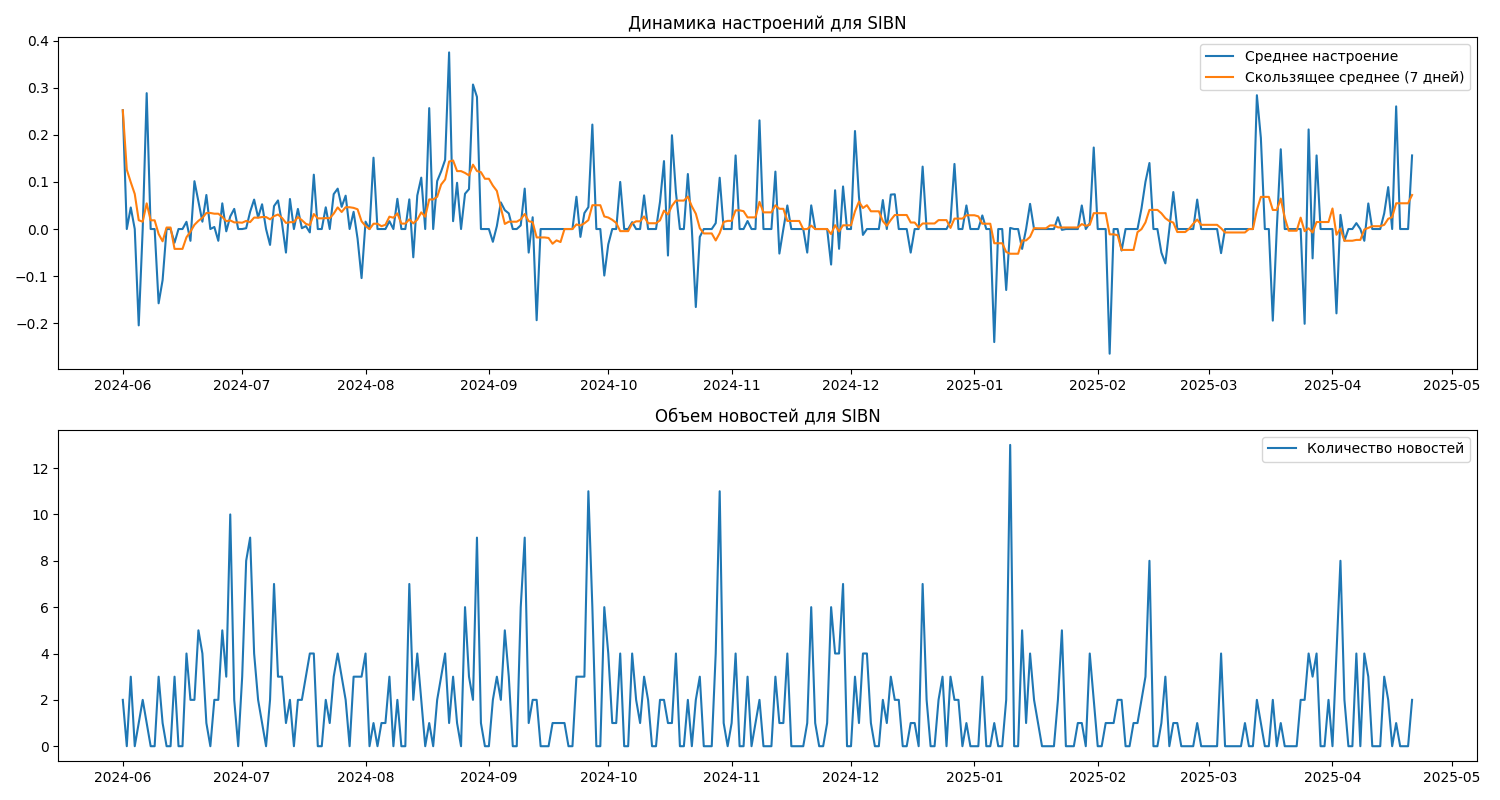 Динамика настроений для SIBN
Среднее настроение
Скользящее среднее (7 дней)
0.4
0.3
0.2
0.1
0.0
−0.1
−0.2
2024-06 2024-07 2024-08 2024-09 2024-10 2024-11 2024-12 2025-01 2025-02 2025-03 2025-04 2025-05
Объем новостей для SIBN
Количество новостей
12
10
8
6
4
2
0
2024-06 2024-07 2024-08 2024-09 2024-10 2024-11 2024-12 2025-01 2025-02 2025-03 2025-04 2025-05